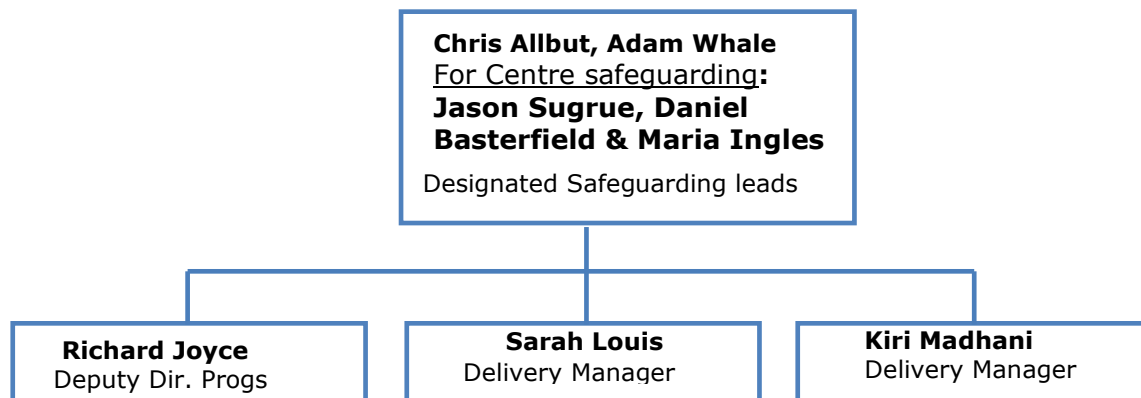 Chris Allbut, Adam Whale
For Centre safeguarding:
Jason Sugrue, Daniel
Basterfield & Maria Ingles
Designated Safeguarding leads
Richard Joyce
Deputy Dir. Progs
Sarah Louis
Delivery Manager
Kiri Madhani
Delivery Manager